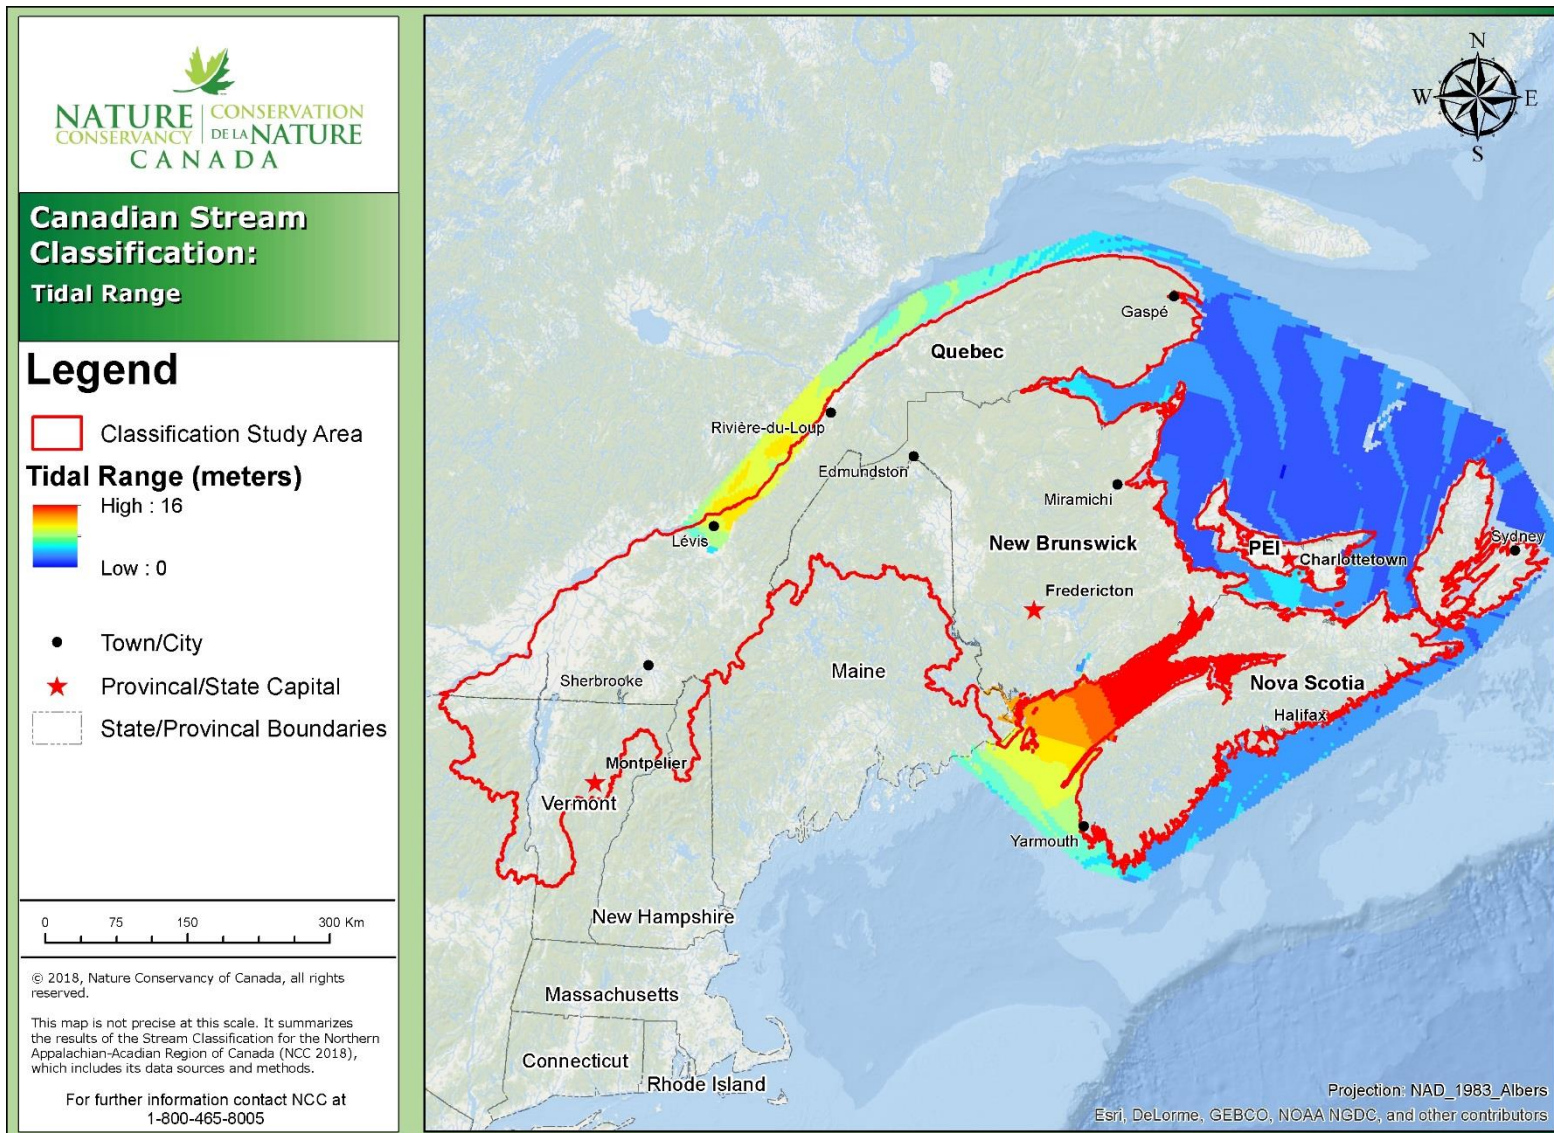 NATURE
CONSERVANCY
CONSERVATION
DE LA NATURE
CANADA
Canadian Stream
Classification:
Tidal Range
Legend
Classification Study Area
Tidal Range (meters)
High : 16
Low : 0
Town/City
Provincal/State Capital
State/Provincal Boundaries
0 75 150 300 Km
© 2018, Nature Conservancy of Canada, all rights
reserved.
This map is not precise at this scale. It summarizes
the results of the Stream Classification for the Northern
Appalachian-Acadian Region of Canada (NCC 2018),
which includes its data sources and methods.
For further information contact NCC at
1-800-465-8005
N
W E
S
Gaspé
Quebec
Rivière-du-Loup
Edmundston
Miramichi
Lévis
New Brunswick
PEI
Charlottetown
Sydney
Fredericton
Sherbrooke
Maine
Nova Scotia
Halifax
Montpelier
Vermont
Yarmouth
New Hampshire
Massachusetts
Connecticut
Rhode Island
Projection: NAD_1983_Albers
Esri, DeLorme, GEBCO, NOAA NGDC, and other contributors